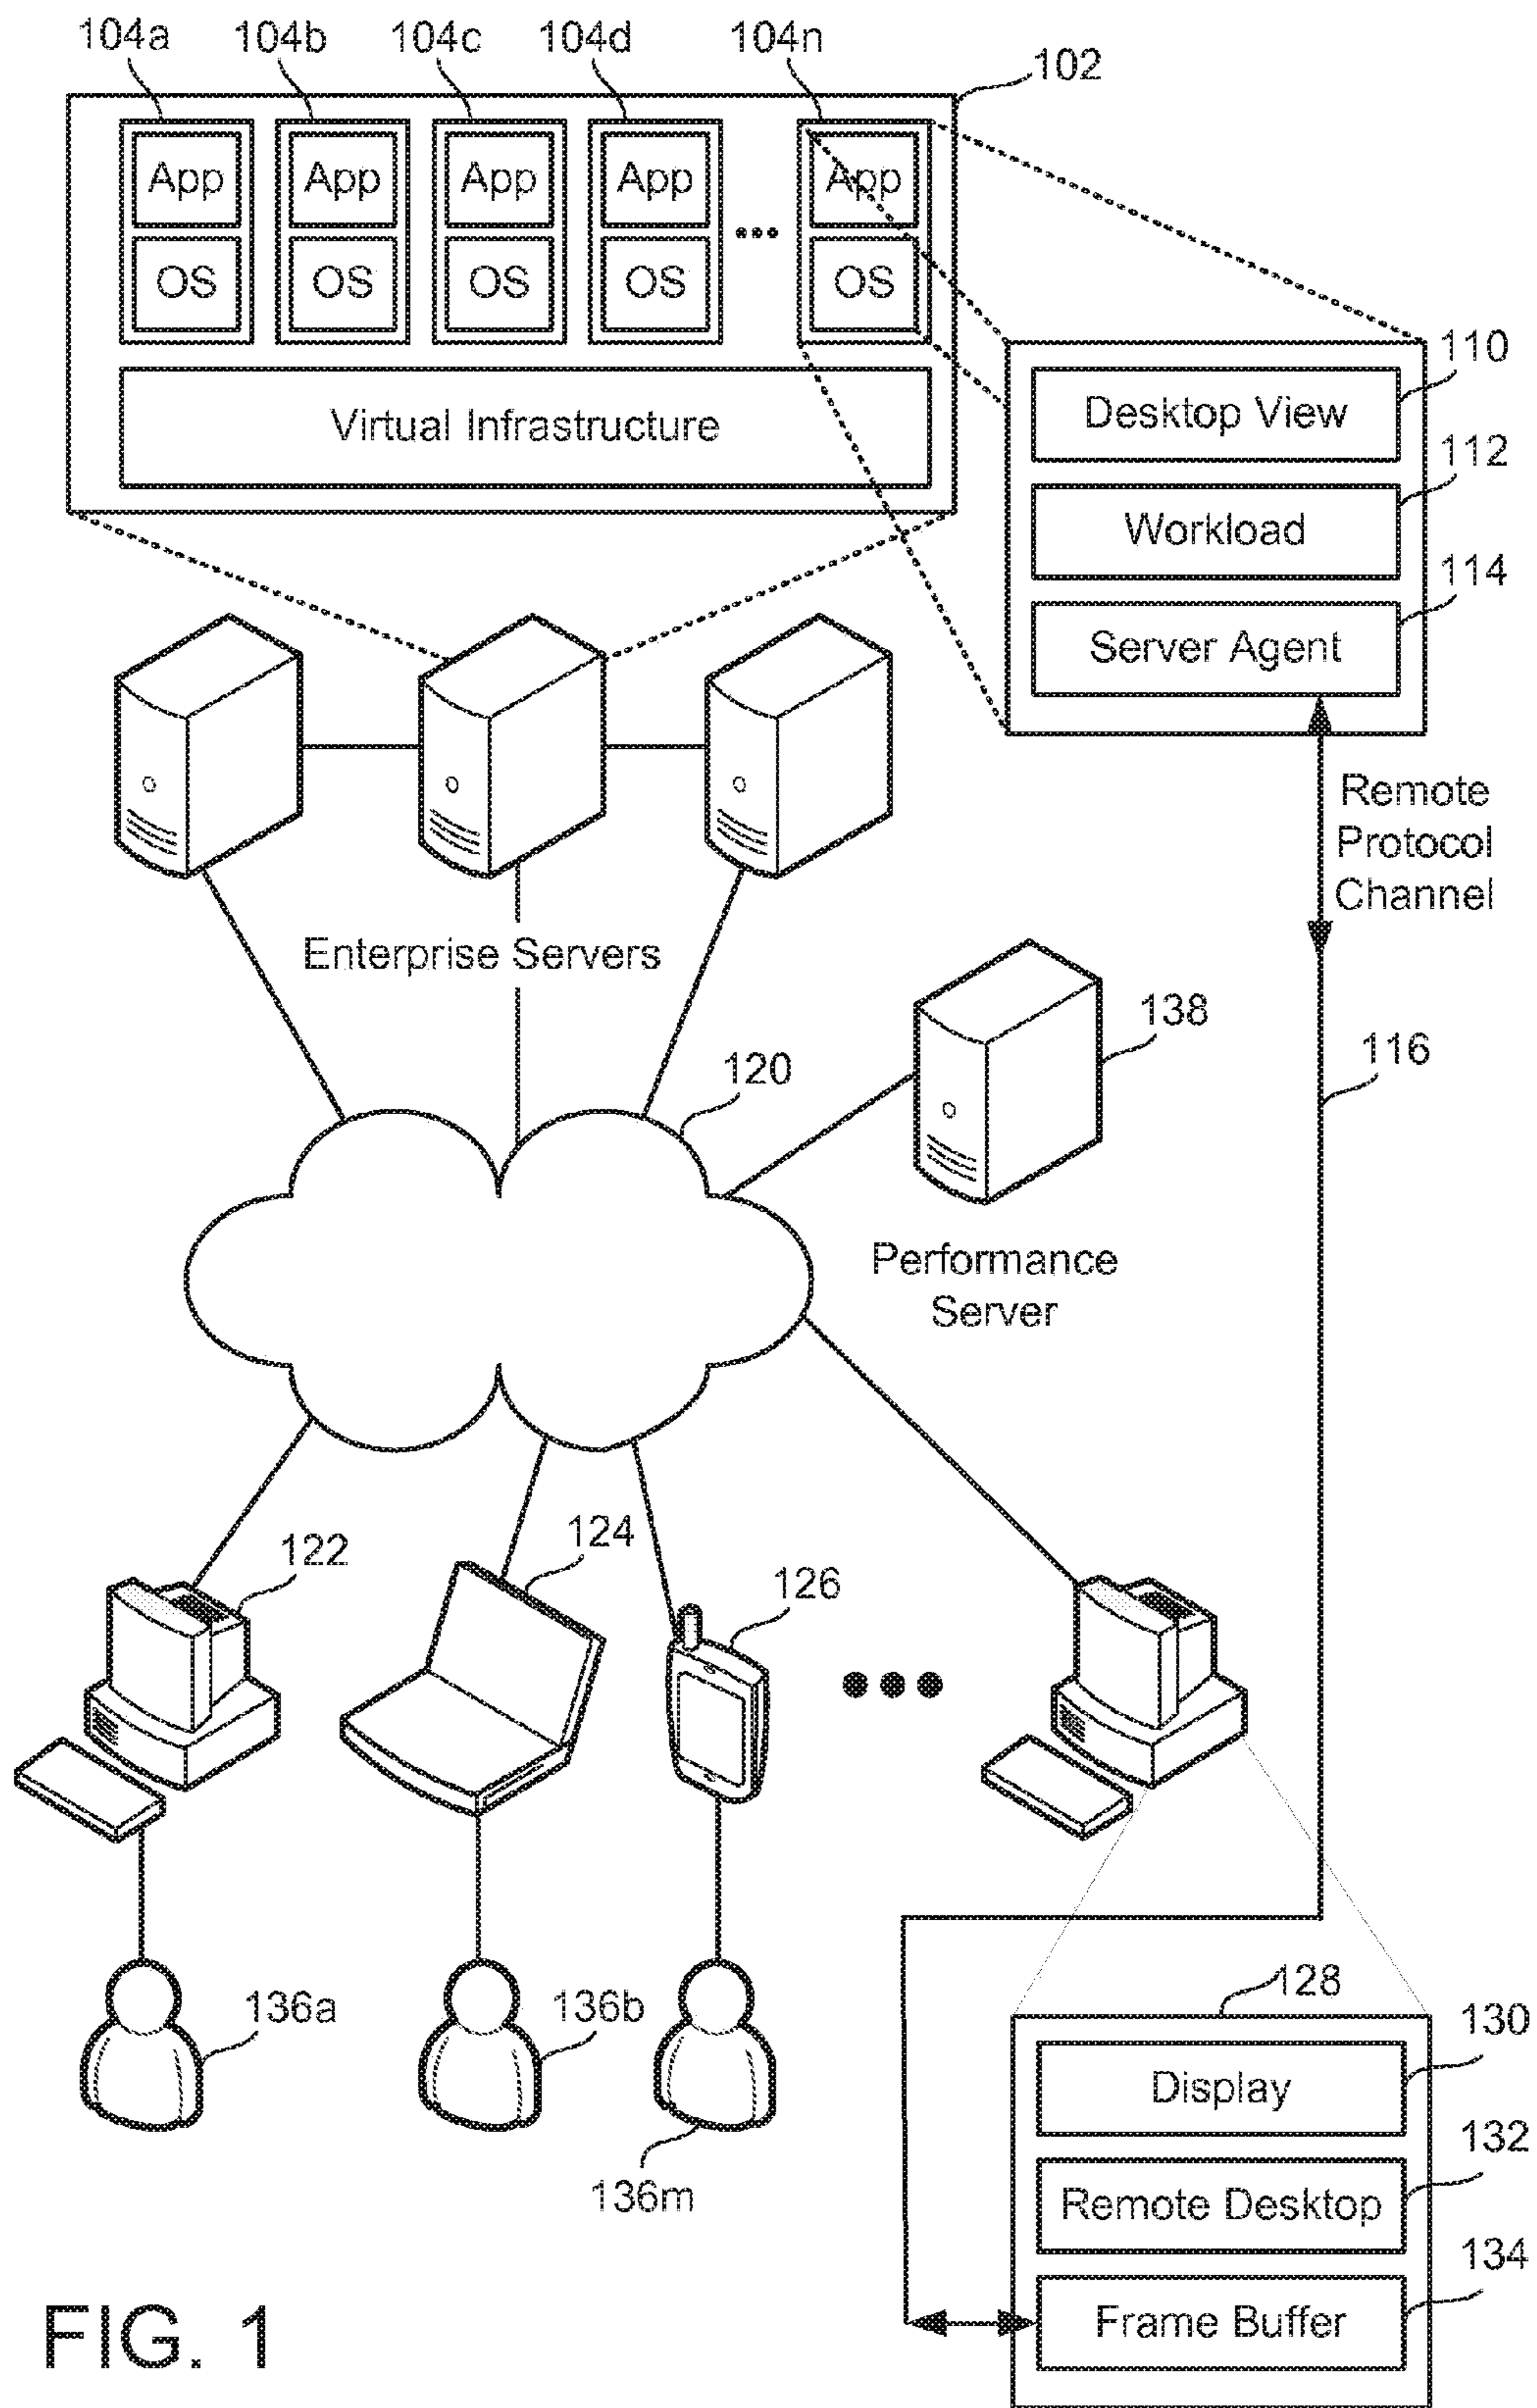 104a 104b 104c 104d 104n
102
App App App App App
...
OS OS OS OS OS
Virtual Infrastructure
110
Desktop View
112
Workload
114
Server Agent
Remote
Protocol
Channel
Enterprise Servers
138
116
120
Performance
Server
122
124
126
136a
136b
136m
128
130
Display
132
Remote Desktop
134
Frame Buffer
FIG. 1